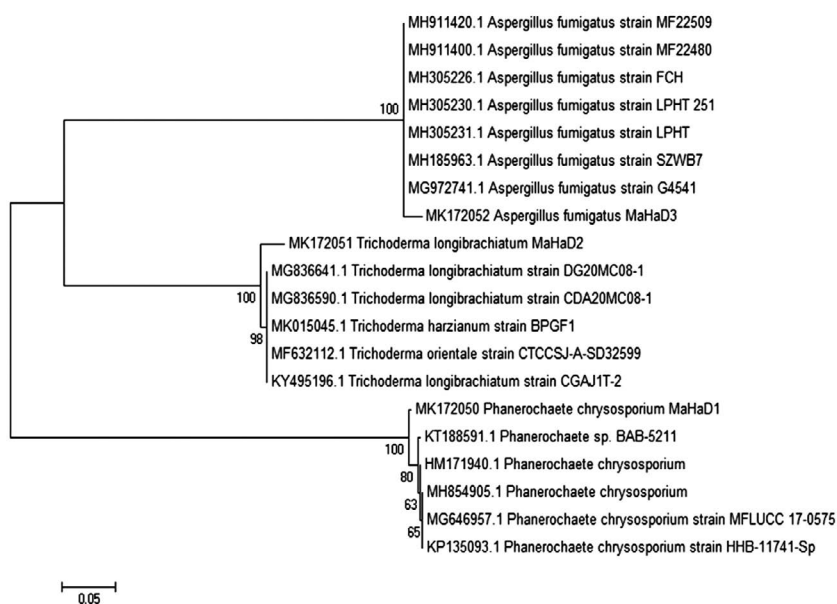 MH911420.1 Aspergillus fumigatus strain MF22509
MH911400.1 Aspergillus fumigatus strain MF22480
MH305226.1 Aspergillus fumigatus strain FCH
100
MH305230.1 Aspergillus fumigatus strain LPHT 251
MH305231.1 Aspergillus fumigatus strain LPHT
MH185963.1 Aspergillus fumigatus strain SZWB7
MG972741.1 Aspergillus fumigatus strain G4541
MK172052 Aspergillus fumigatus MaHaD3
MK172051 Trichoderma longibrachiatum MaHaD2
MG836641.1 Trichoderma longibrachiatum strain DG20MC08-1
100
MG836590.1 Trichoderma longibrachiatum strain CDA20MC08-1
MK015045.1 Trichoderma harzianum strain BPGF1
98
MF632112.1 Trichoderma orientale strain CTCCSJ-A-SD32599
KY495196.1 Trichoderma longibrachiatum strain CGAJ1T-2
MK172050 Phanerochaete chrysosporium MaHaD1
KT188591.1 Phanerochaete sp. BAB-5211
100
HM171940.1 Phanerochaete chrysosporium
80
MH854905.1 Phanerochaete chrysosporium
63
MG646957.1 Phanerochaete chrysosporium strain MFLUCC 17-0575
65
KP135093.1 Phanerochaete chrysosporium strain HHB-11741-Sp
0.05